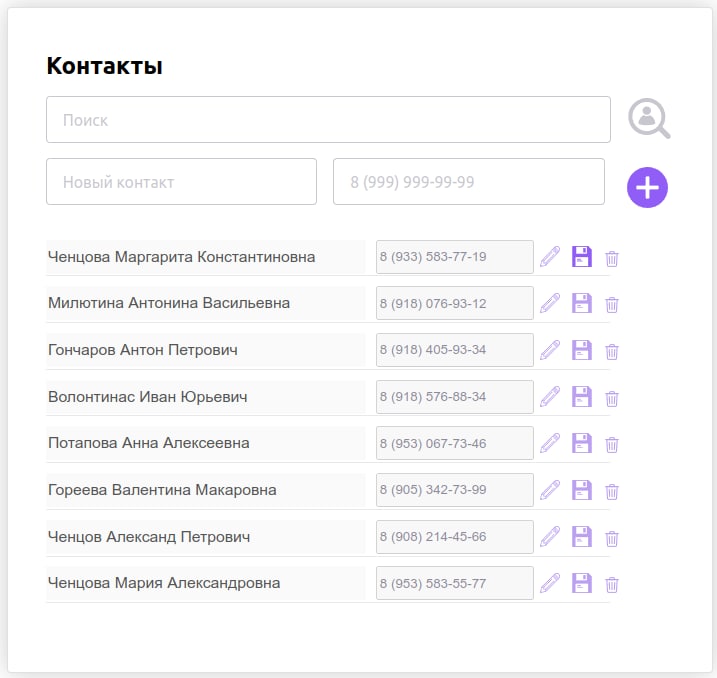 Контакты
Поиск
Новый контакт 8 (999) 999-99-99
Ченцова Маргарита Константиновна 8 (933) 583-77-19
Милютина Антонина Васильевна 8 (918) 076-93-12
Гончаров Антон Петрович 8 (918) 405-93-34
Волонтинас Иван Юрьевич 8 (918) 576-88-34
Потапова Анна Алексеевна 8 (953) 067-73-46
Гореева Валентина Макаровна 8 (905) 342-73-99
Ченцов Александ Петрович 8 (908) 214-45-66
Ченцова Мария Александровна 8 (953) 583-55-77